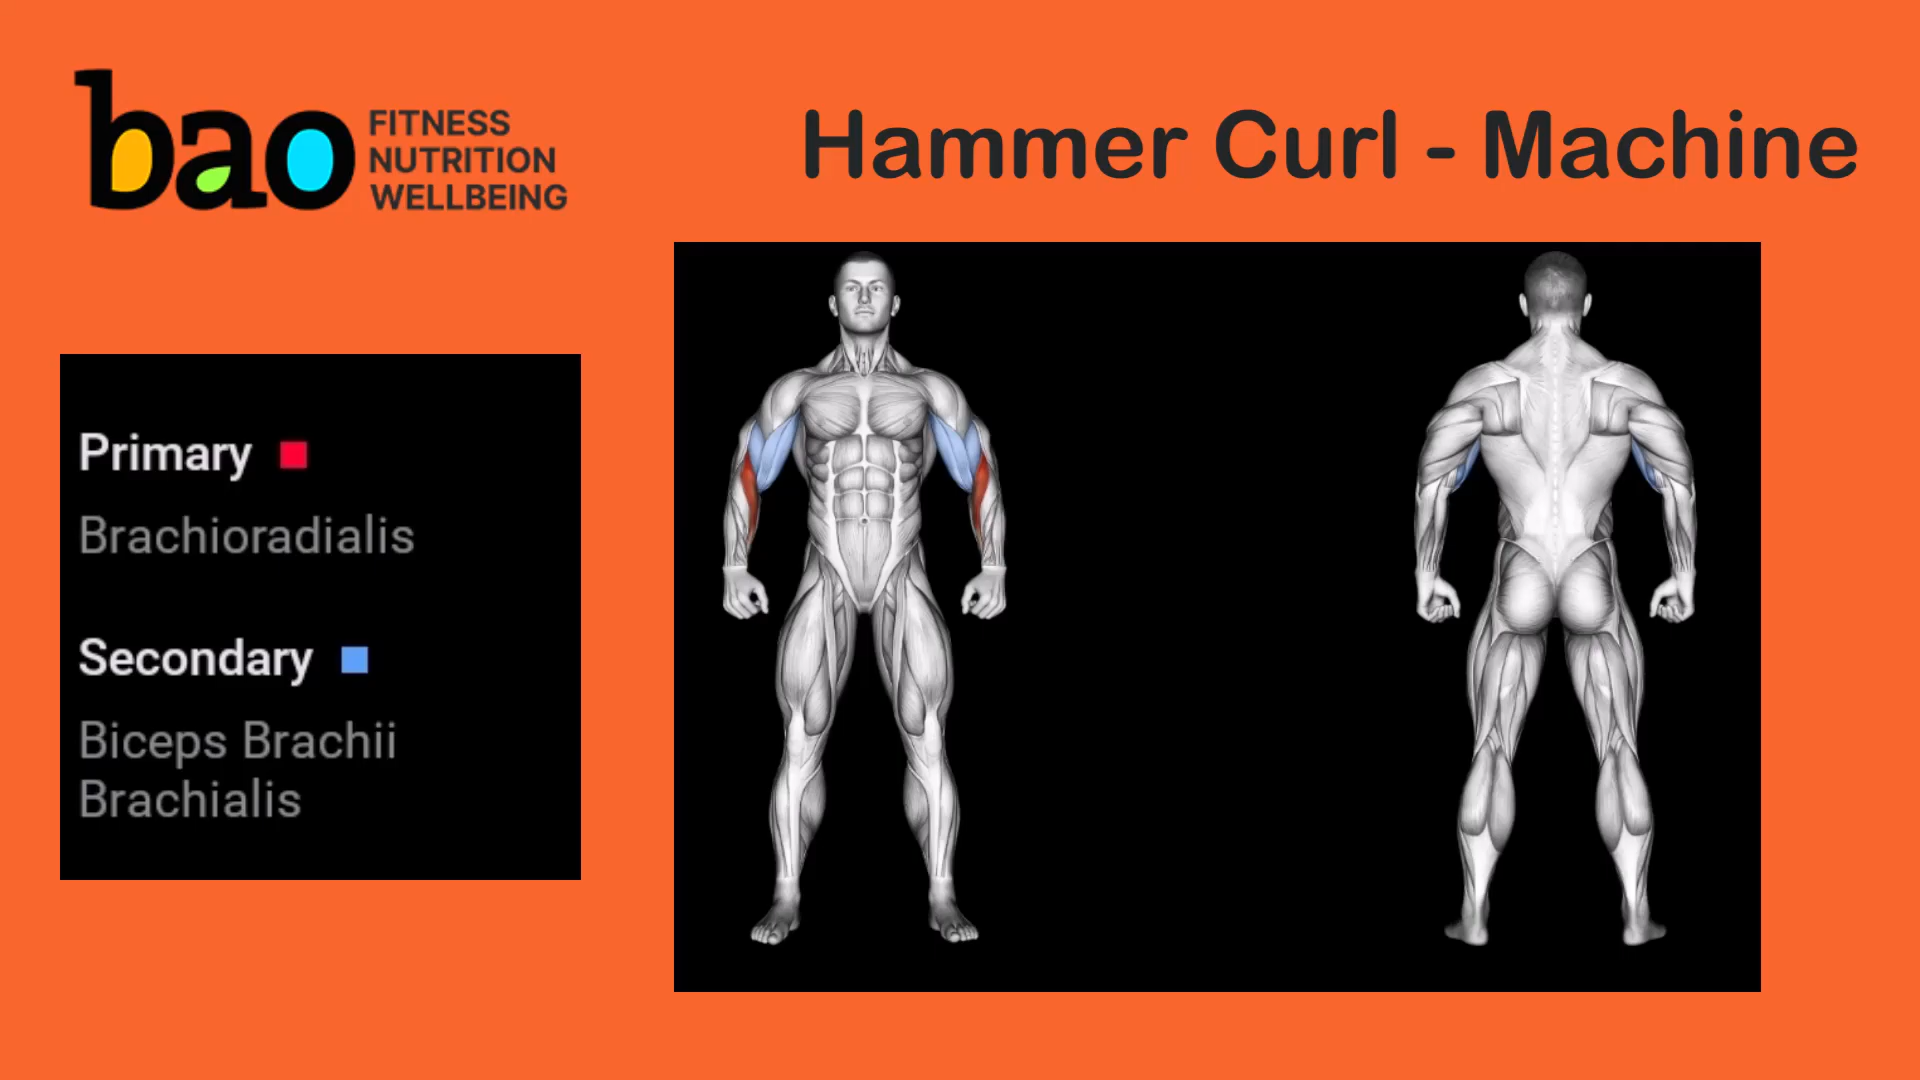 bao
FITNESS
NUTRITION
WELLBEING
Hammer Curl - Machine
Primary
Brachioradialis
Secondary
Biceps Brachii
Brachialis